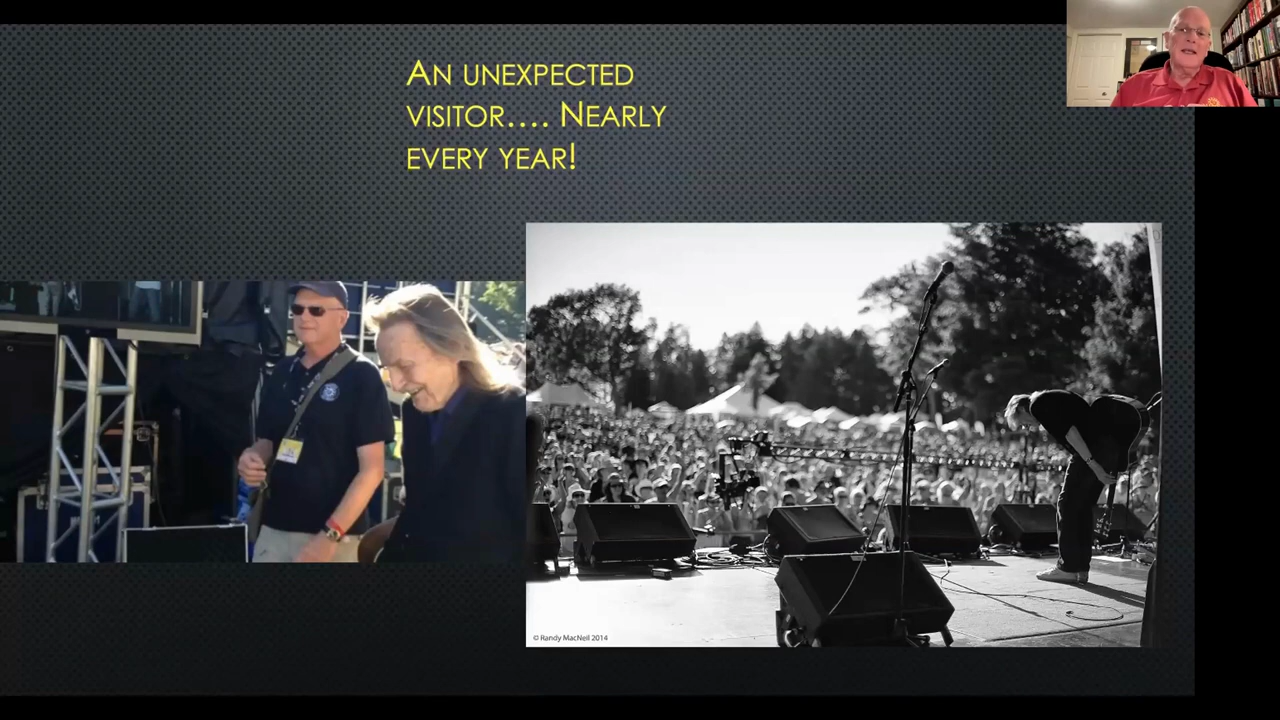 AN UNEXPECTED
VISITOR.... NEARLY
EVERY YEAR!
© Randy MacNeil 2014